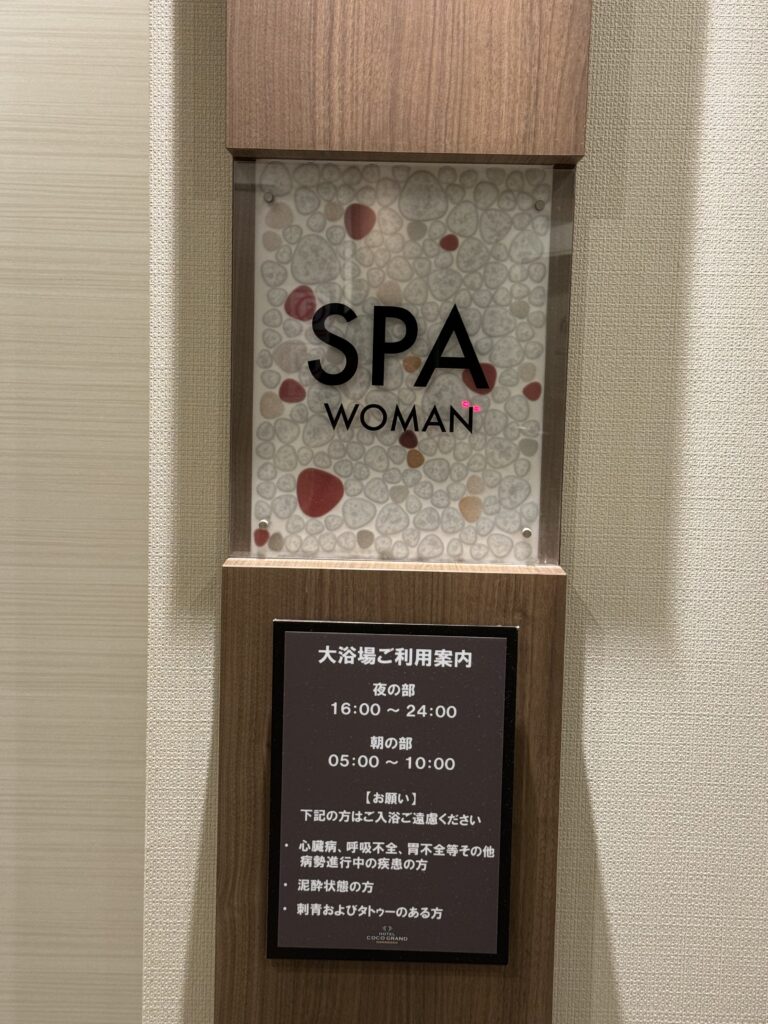 SPA
WOMAN
大浴場ご利用案内
夜の部
16:00 ～ 24:00
朝の部
05:00 ～ 10:00
【お願い】
下記の方はご入浴ご遠慮ください
・心臓病、呼吸不全、胃不全等その他
病勢進行中の疾患の方
・泥酔状態の方
・刺青およびタトゥーのある方
HOTEL
COCO GRAND